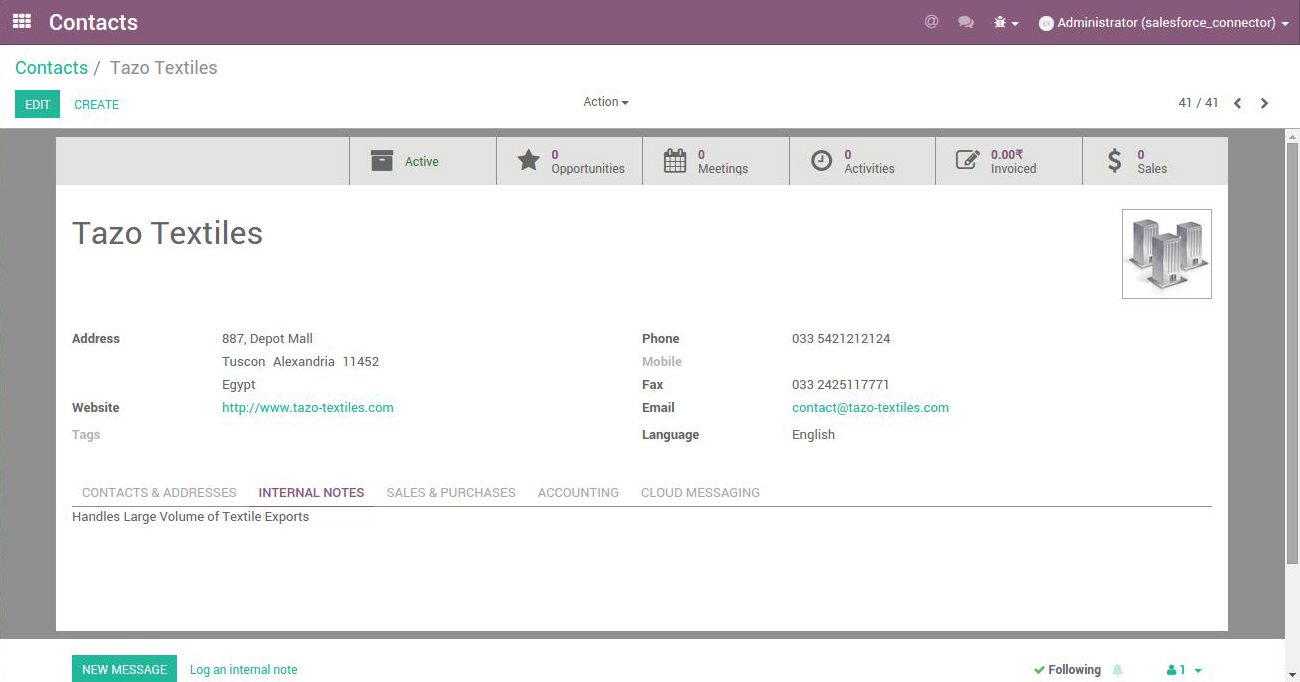 Contacts
Administrator (salesforce_connector)
Contacts / Tazo Textiles
EDIT CREATE Action 41 / 41
Active
0 Opportunities
0 Meetings
0 Activities
0.00₹ Invoiced
0 Sales
Tazo Textiles
Address 887, Depot Mall
Tuscon Alexandria 11452
Egypt
Website http://www.tazo-textiles.com
Tags
Phone 033 5421212124
Mobile
Fax 033 2425117771
Email contact@tazo-textiles.com
Language English
CONTACTS & ADDRESSES INTERNAL NOTES SALES & PURCHASES ACCOUNTING CLOUD MESSAGING
Handles Large Volume of Textile Exports
NEW MESSAGE Log an internal note Following 1